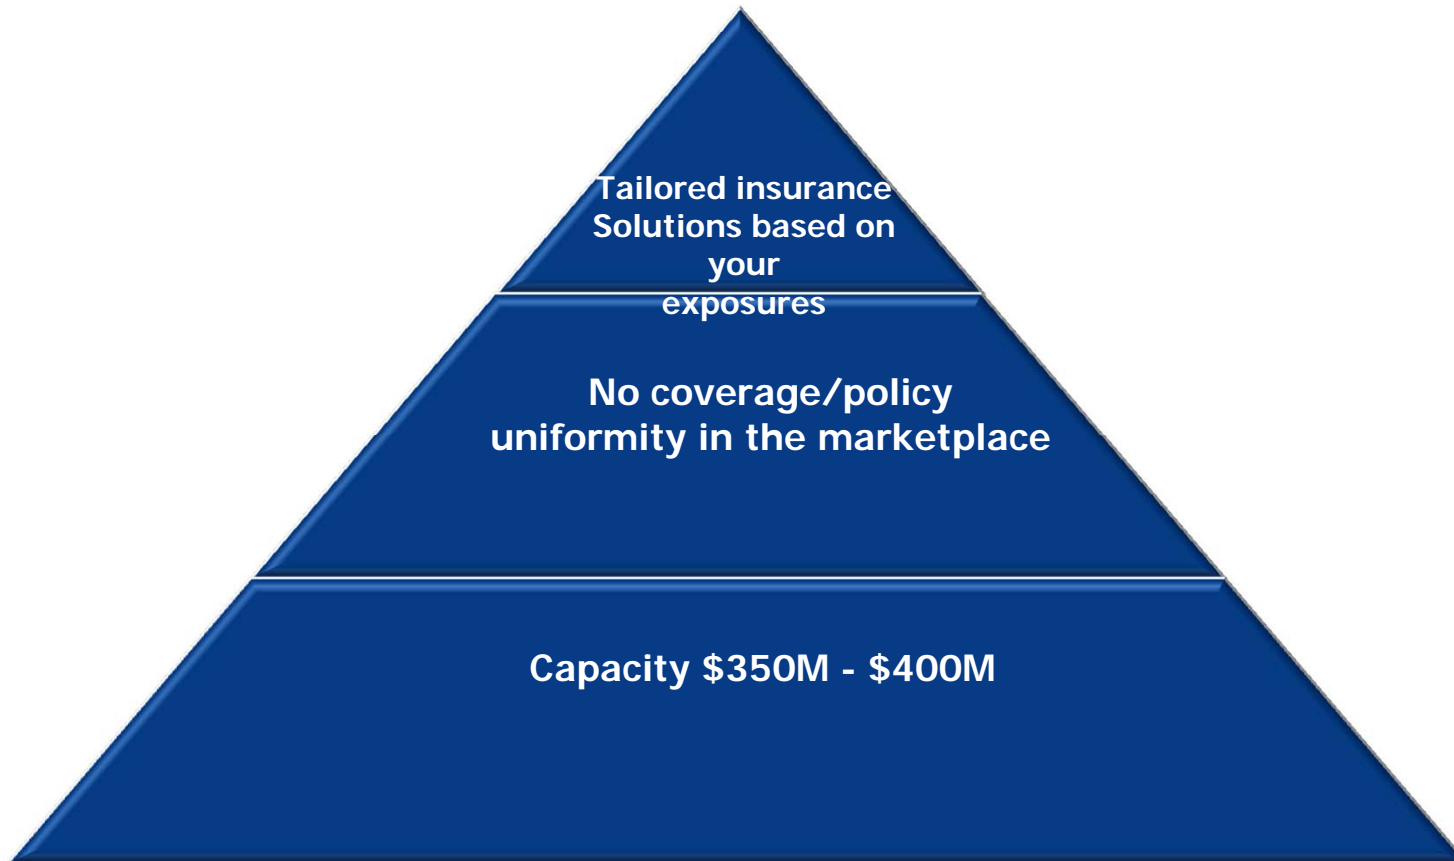 Tailored insurance
Solutions based on
your
exposures
No coverage/policy
uniformity in the marketplace
Capacity $350M - $400M